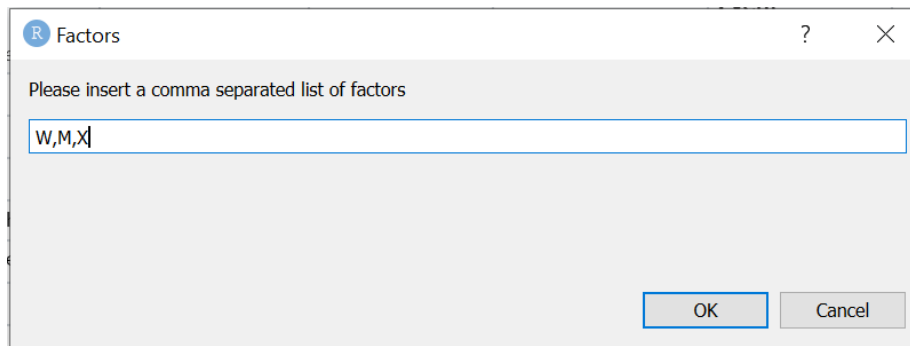 R Factors ?
Please insert a comma separated list of factors
W,M,X
OK Cancel